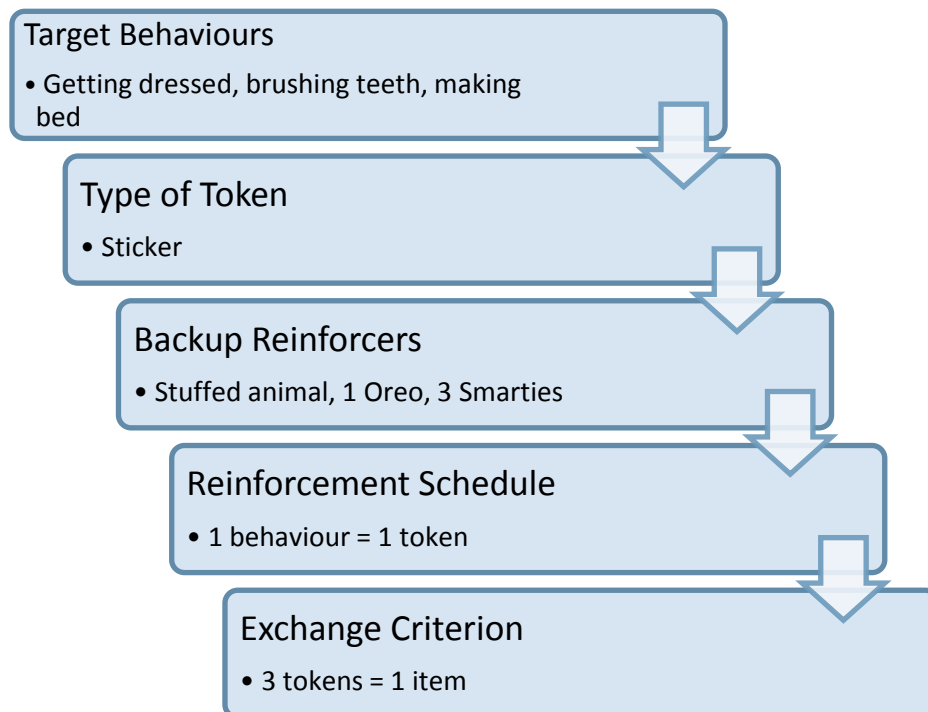 Target Behaviours
• Getting dressed, brushing teeth, making
bed
Type of Token
• Sticker
Backup Reinforcers
• Stuffed animal, 1 Oreo, 3 Smarties
Reinforcement Schedule
• 1 behaviour = 1 token
Exchange Criterion
• 3 tokens = 1 item